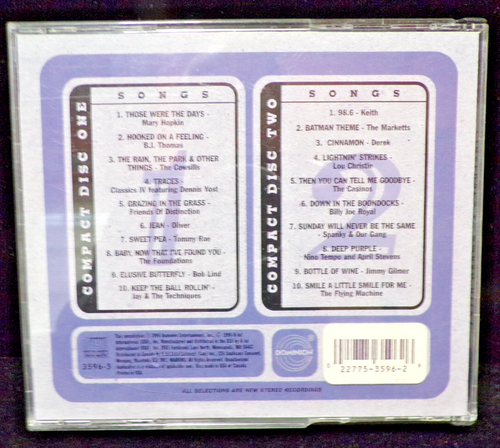 COMPACT DISC ONE
SONGS
1. THOSE WERE THE DAYS -
Mary Hopkin
2. HOOKED ON A FEELING -
B.J. Thomas
3. THE RAIN, THE PARK & OTHER
THINGS - The Cowsills
4. TRACES -
Classics IV featuring Dennis Yost
5. GRAZING IN THE GRASS -
Friends Of Distinction
6. JEAN - Oliver
7. SWEET PEA - Tommy Roe
8. BABY, NOW THAT I'VE FOUND YOU -
The Foundations
9. ELUSIVE BUTTERFLY - Bob Lind
10. KEEP THE BALL ROLLIN' -
Jay & The Techniques
COMPACT DISC TWO
SONGS
1. 98.6 - Keith
2. BATMAN THEME - The Marketts
3. CINNAMON - Derek
4. LIGHTNIN' STRIKES -
Lou Christie
5. THEN YOU CAN TELL ME GOODBYE -
The Casinos
6. DOWN IN THE BOONDOCKS -
Billy Joe Royal
7. SUNDAY WILL NEVER BE THE SAME -
Spanky & Our Gang
8. DEEP PURPLE -
Nino Tempo and April Stevens
9. BOTTLE OF WINE - Jimmy Gilmer
10. SMILE A LITTLE SMILE FOR ME -
The Flying Machine
2
3596-3
DOMINION
0 22775-3596-2
ALL SELECTIONS ARE NEW STEREO RECORDINGS